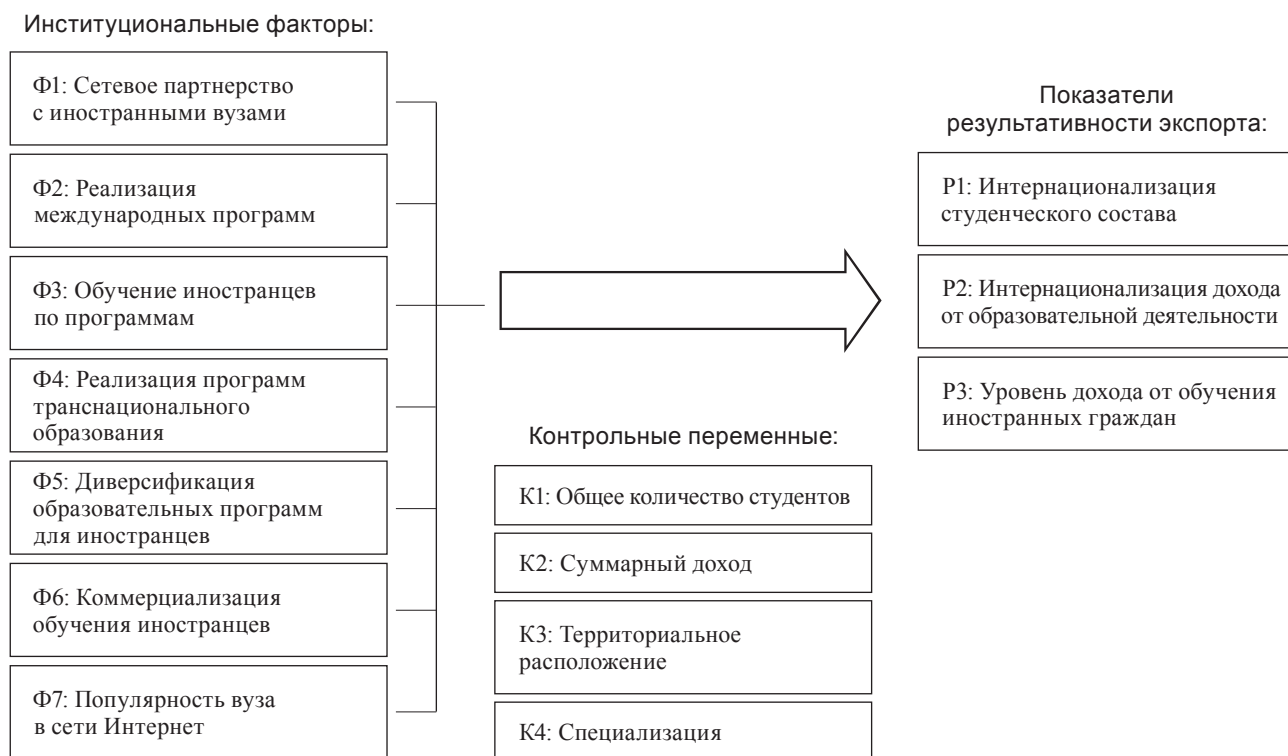 Институциональные факторы:
Ф1: Сетевое партнерство
с иностранными вузами
Ф2: Реализация
международных программ
Ф3: Обучение иностранцев
по программам
Ф4: Реализация программ
транснационального
образования
Ф5: Диверсификация
образовательных программ
для иностранцев
Ф6: Коммерциализация
обучения иностранцев
Ф7: Популярность вуза
в сети Интернет
Контрольные переменные:
К1: Общее количество студентов
К2: Суммарный доход
К3: Территориальное
расположение
К4: Специализация
Показатели
результативности экспорта:
Р1: Интернационализация
студенческого состава
Р2: Интернационализация дохода
от образовательной деятельности
Р3: Уровень дохода от обучения
иностранных граждан